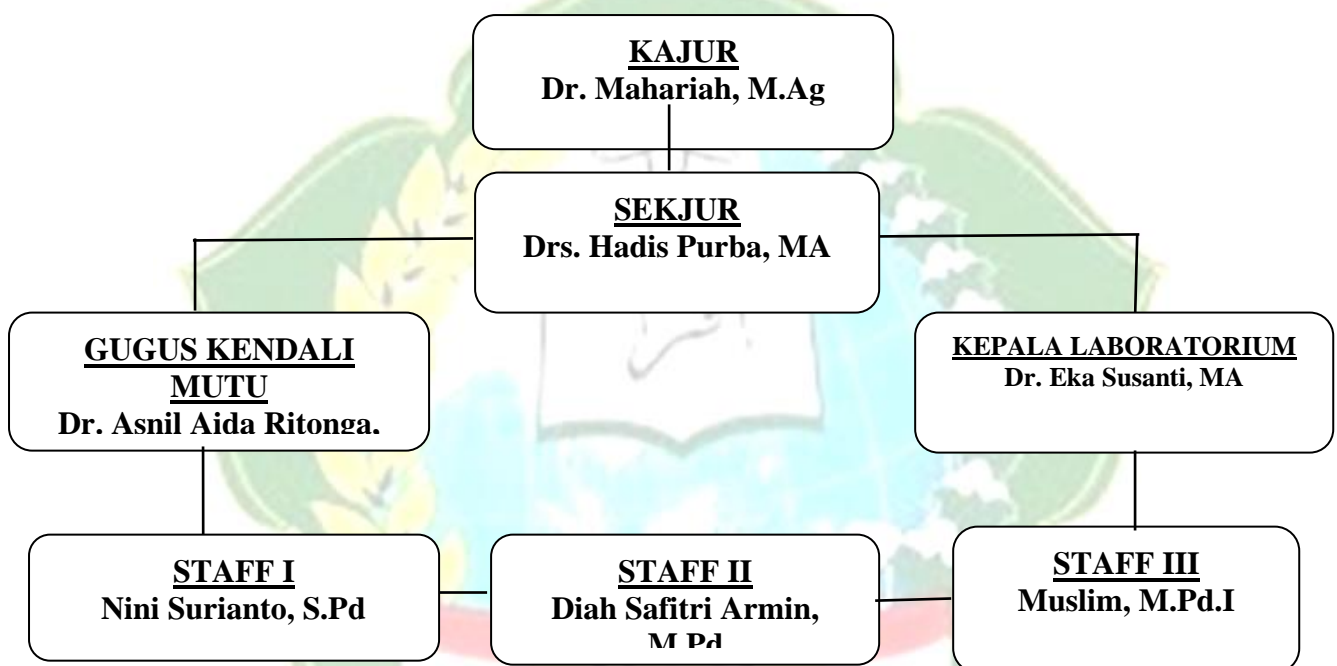 KAJUR
Dr. Mahariah, M.Ag
SEKJUR
Drs. Hadis Purba, MA
GUGUS KENDALI
MUTU
Dr. Asnil Aida Ritonga,
KEPALA LABORATORIUM
Dr. Eka Susanti, MA
STAFF I
Nini Surianto, S.Pd
STAFF II
Diah Safitri Armin,
M.Pd
STAFF III
Muslim, M.Pd.I